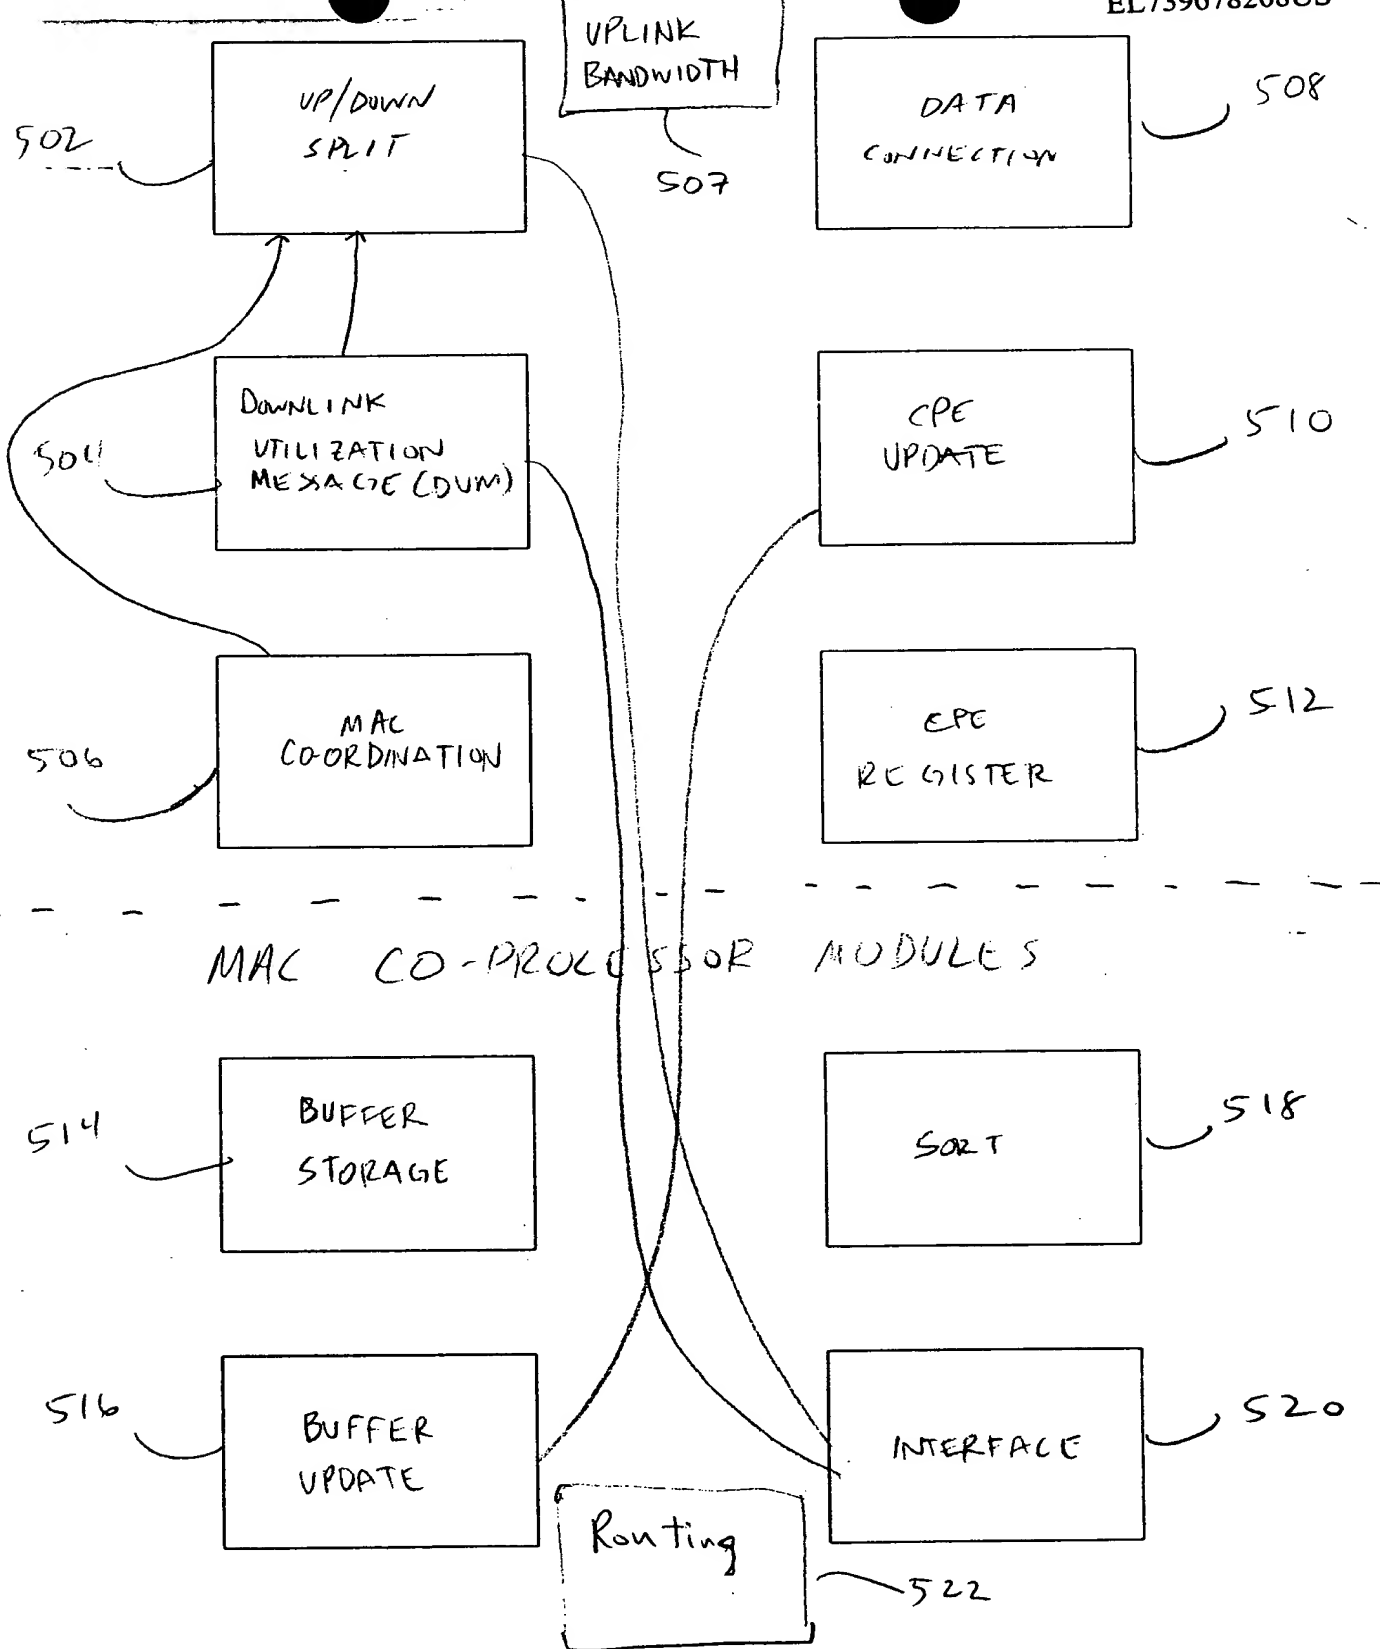 EL739678208US
UPLINK
BANDWIDTH
507
UP/DOWN
SPLIT
502
DATA
CONNECTION
508
DOWNLINK
UTILIZATION
MESSAGE (DUM)
504
CPE
UPDATE
510
MAC
COORDINATION
506
CPE
REGISTER
512
MAC CO-PROCESSOR MODULES
BUFFER
STORAGE
514
SORT
518
BUFFER
UPDATE
516
INTERFACE
520
Routing
522